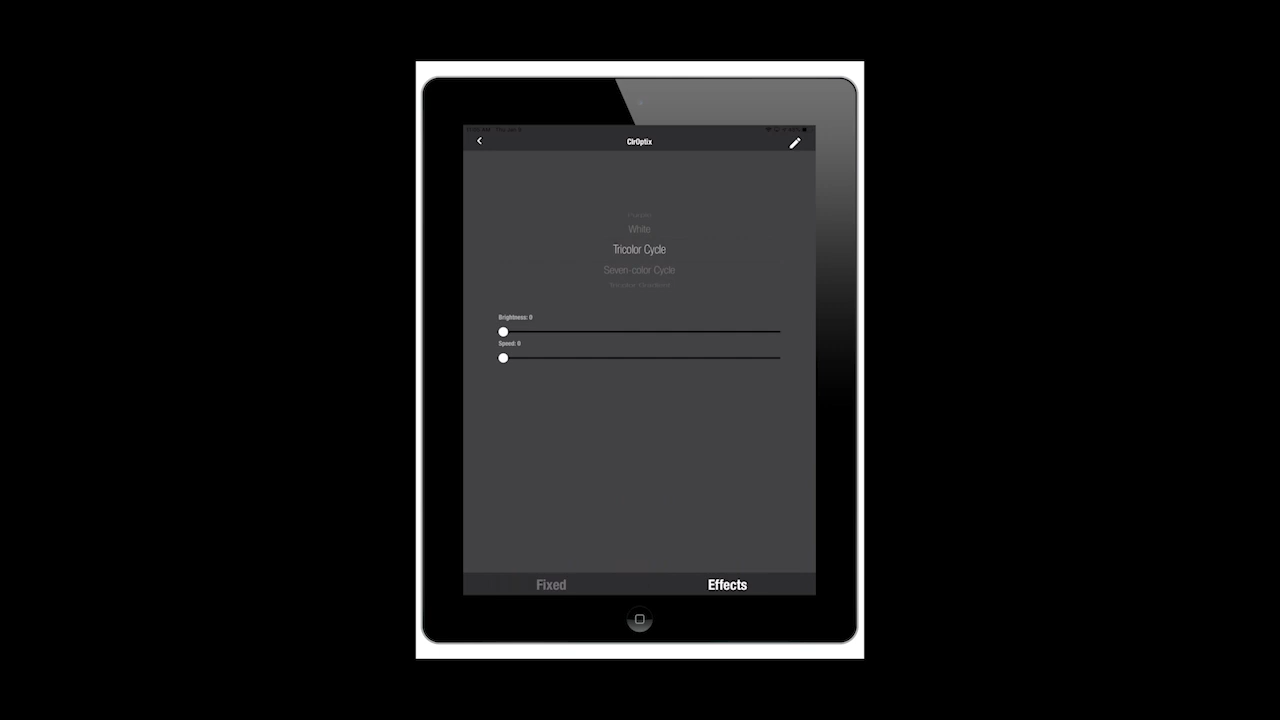 ClrOptix
White
Tricolor Cycle
Seven-color Cycle
Brightness: 0
Speed: 0
Fixed Effects